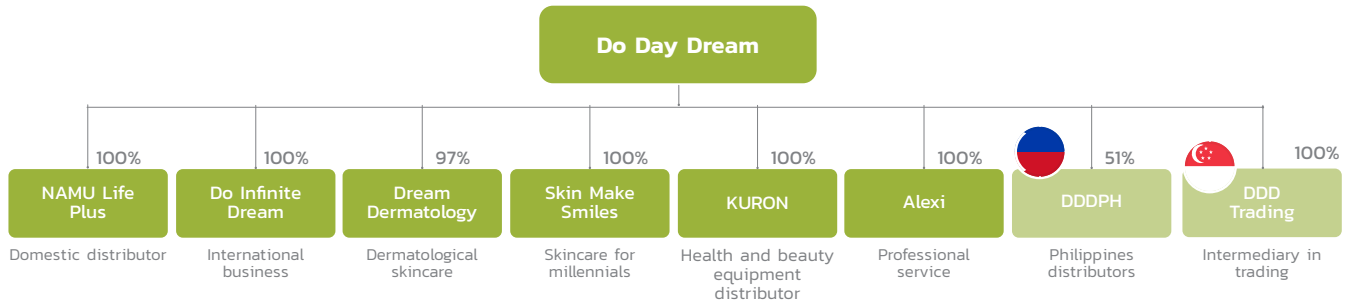 Do Day Dream
100%
100%
97%
100%
100%
100%
51%
100%
NAMU Life
Plus
Do Infinite
Dream
Dream
Dermatology
Skin Make
Smiles
KURON
Alexi
DDDPH
DDD
Trading
Domestic distributor
International
business
Dermatological
skincare
Skincare for
millennials
Health and beauty
equipment
distributor
Professional
service
Philippines
distributors
Intermediary in
trading